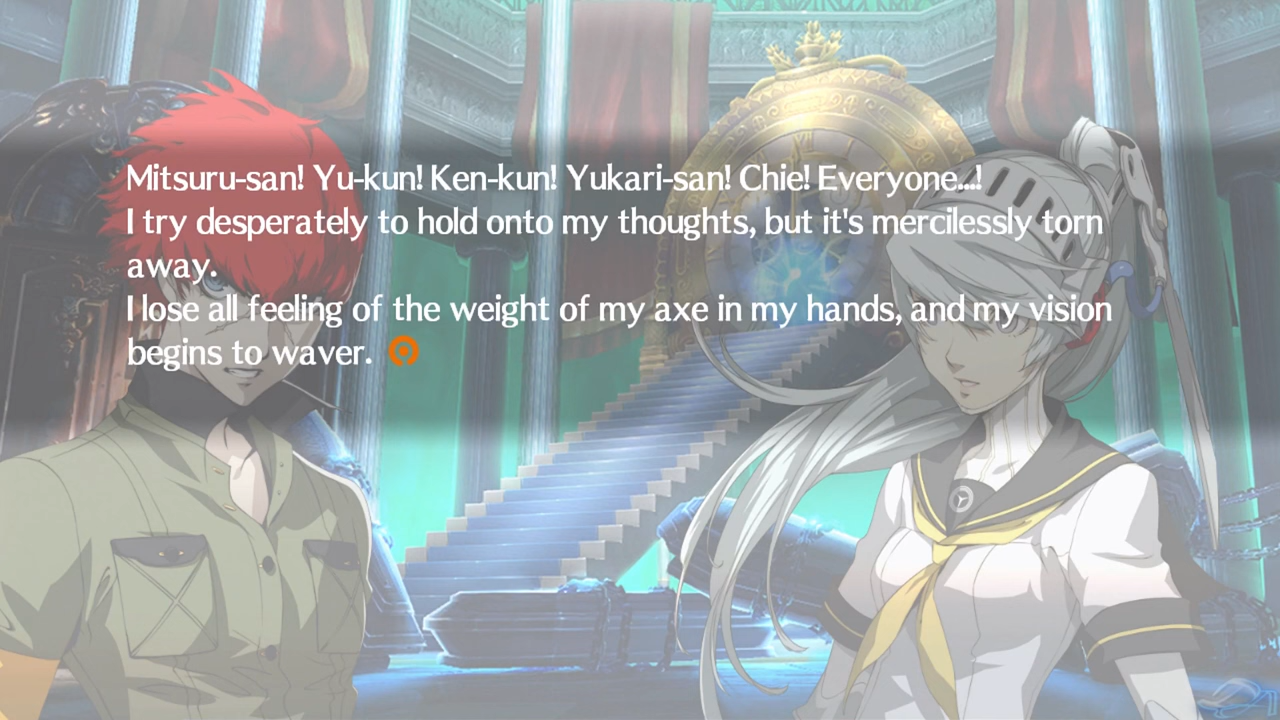 Mitsuru-san! Yu-kun! Ken-kun! Yukari-san! Chie! Everyone...!
I try desperately to hold onto my thoughts, but it's mercilessly torn
away.
I lose all feeling of the weight of my axe in my hands, and my vision
begins to waver.